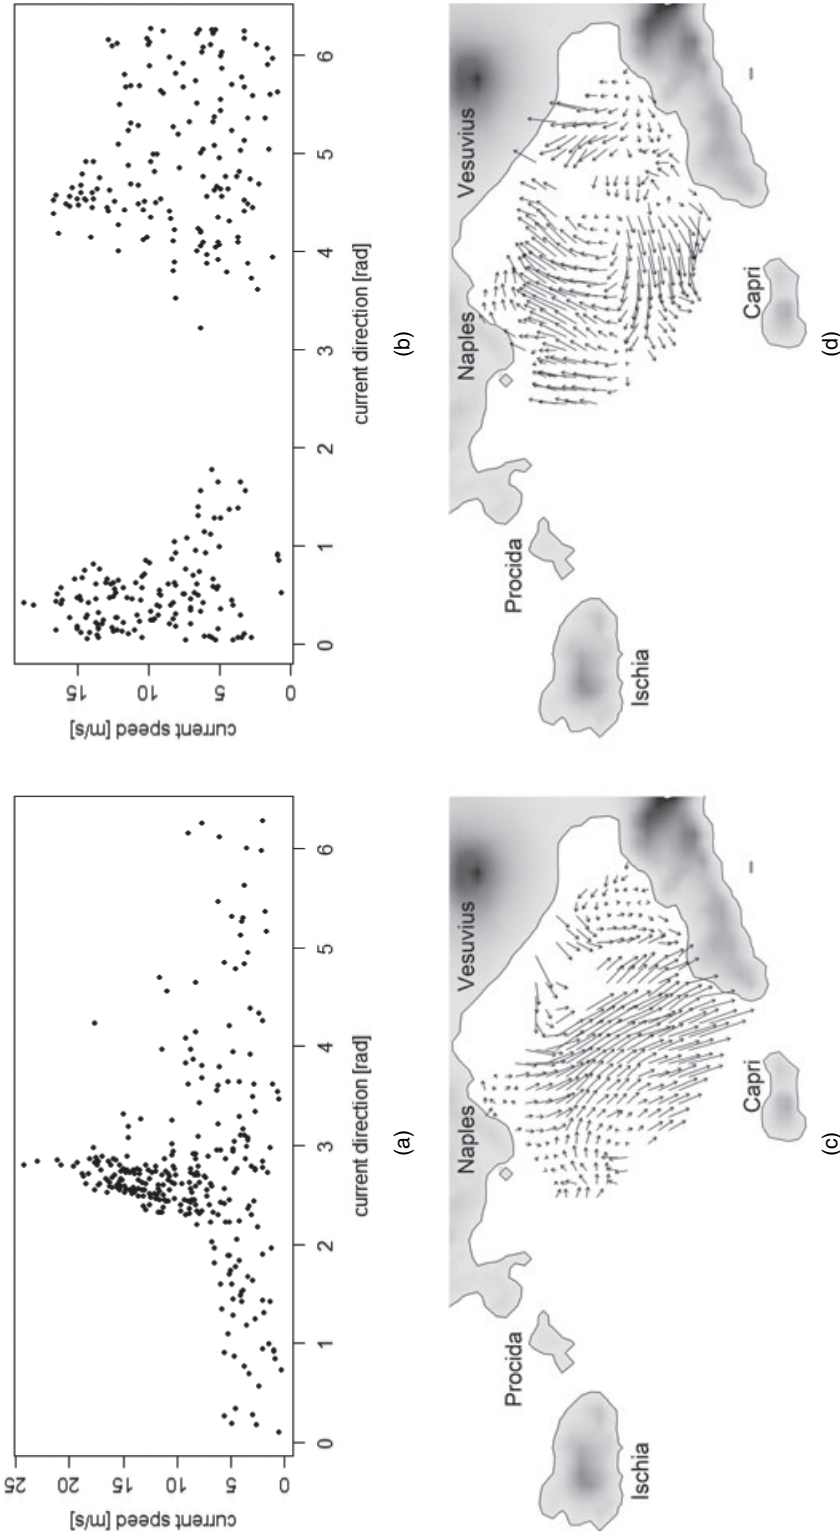 25
20
15
10
5
0
current speed [m/s]
0
1
2
3
4
5
6
current direction [rad]
(a)
15
10
5
0
current speed [m/s]
0
1
2
3
4
5
6
current direction [rad]
(b)
Vesuvius
Naples
Procida
Ischia
Capri
(c)
Vesuvius
Naples
Procida
Ischia
Capri
(d)